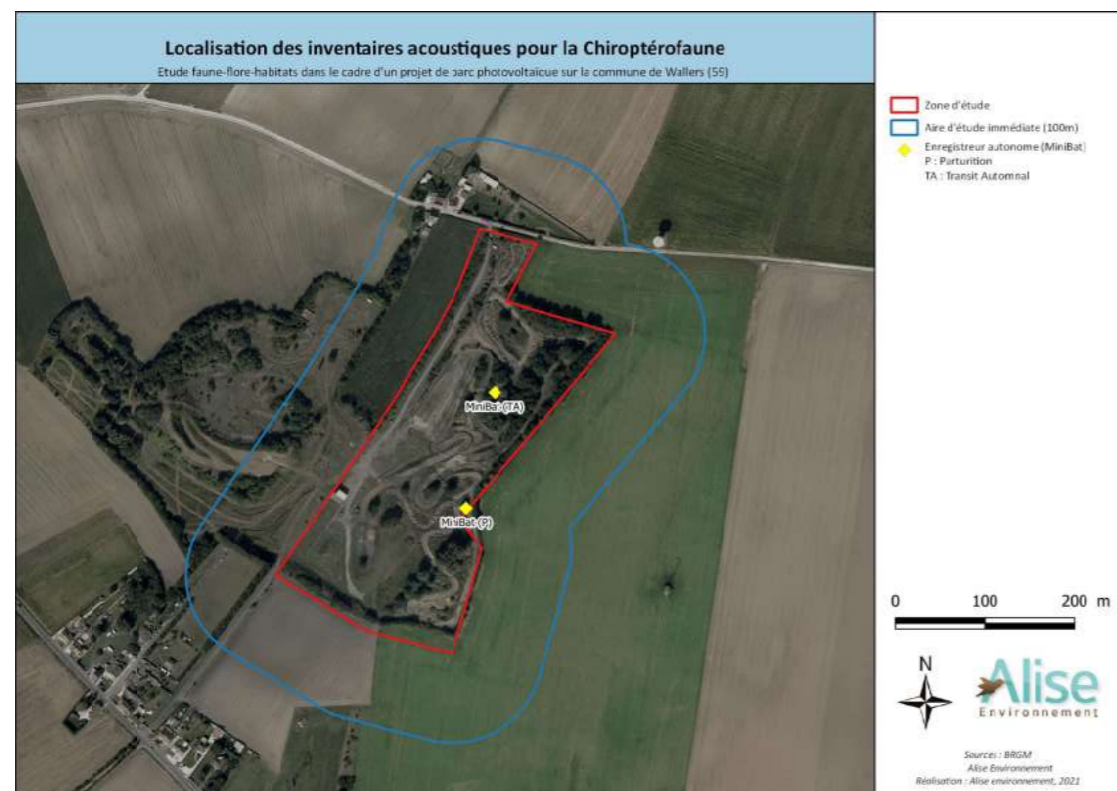 Localisation des inventaires acoustiques pour la Chiroptérofaune
Etude faune-flore-habitats dans le cadre d'un projet de parc photovoltaïque sur la commune de Wallers (59)
Zone d'étude
Aire d'étude immédiate (100m)
Enregistreur autonome (MiniBat)
P : Parturition
TA : Transit Automnal
MiniBat (TA)
MiniBat (P)
0 100 200 m
N
Alise
Environnement
Sources : BRGM
Alise Environnement
Réalisation : Alise environnement, 2021